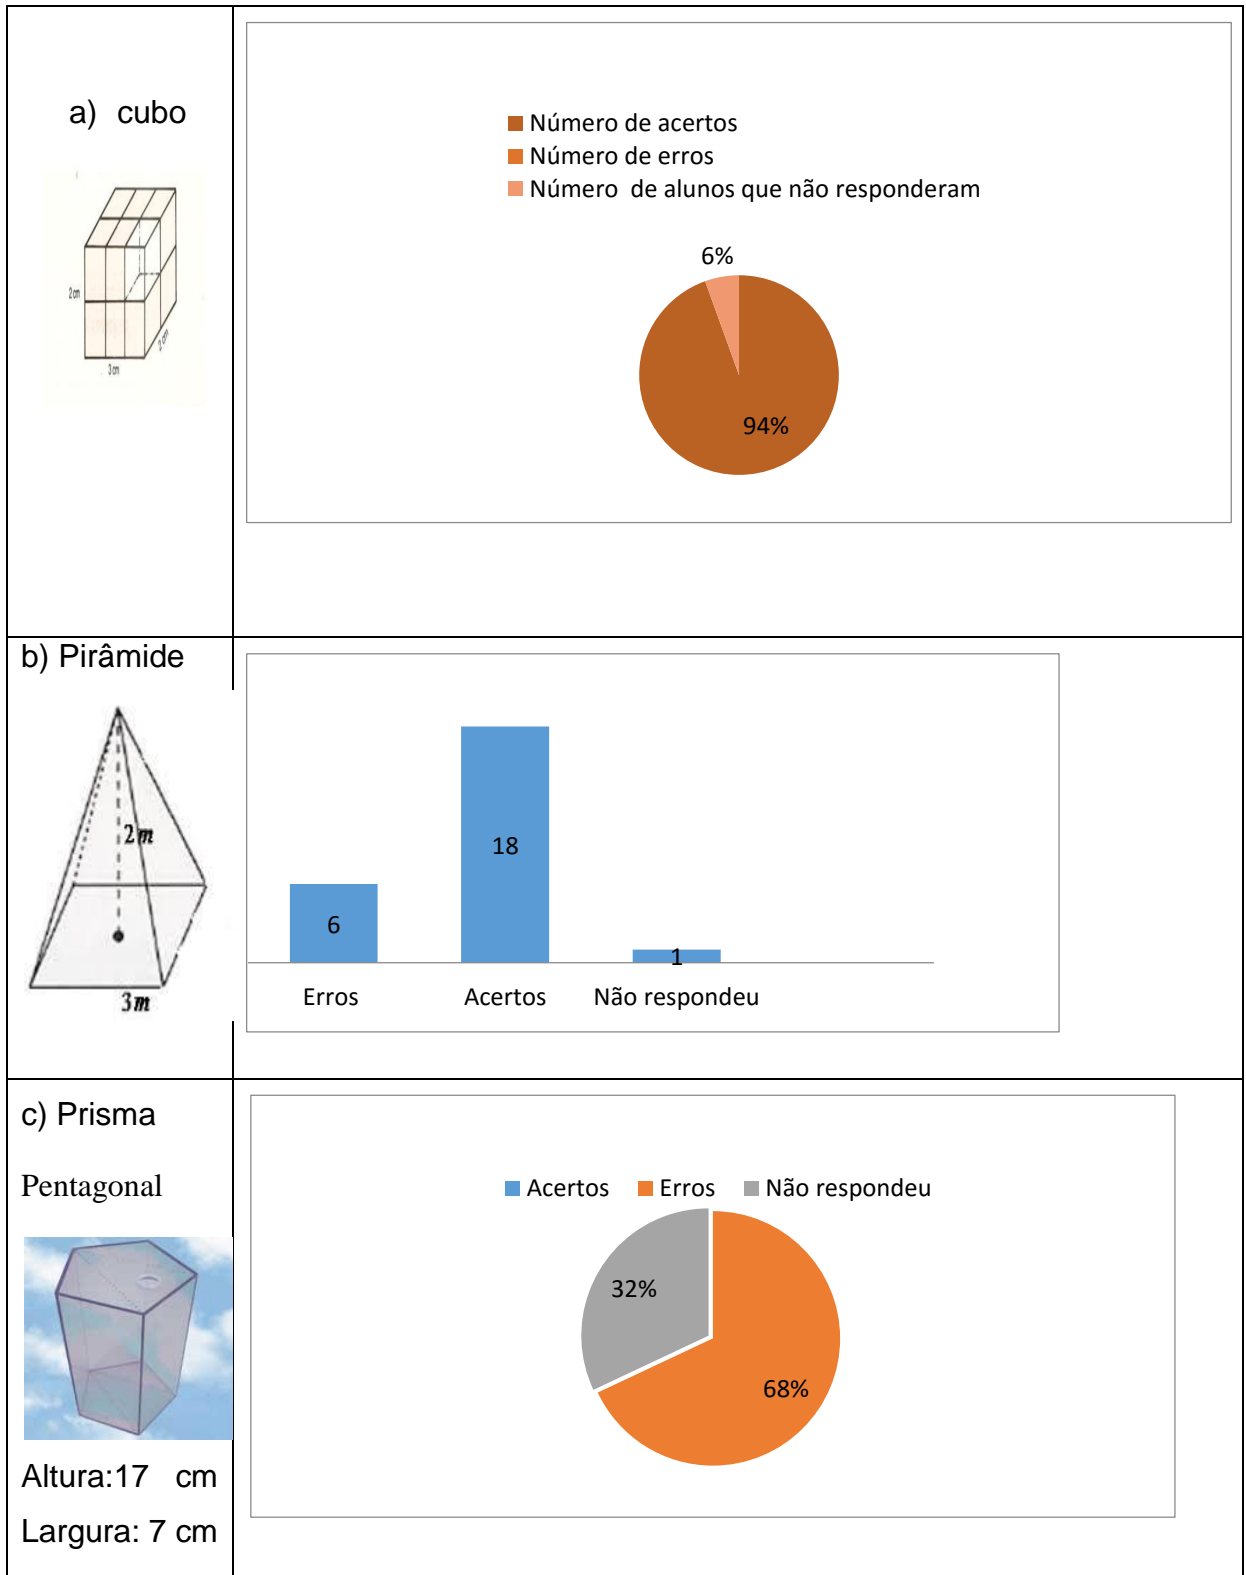 a) cubo
2cm
2cm
3cm
Número de acertos
Número de erros
Número de alunos que não responderam
6%
94%
b) Pirâmide
2m
3m
6
18
1
Erros
Acertos
Não respondeu
c) Prisma
Pentagonal
Altura:17 cm
Largura: 7 cm
Acertos
Erros
Não respondeu
32%
68%